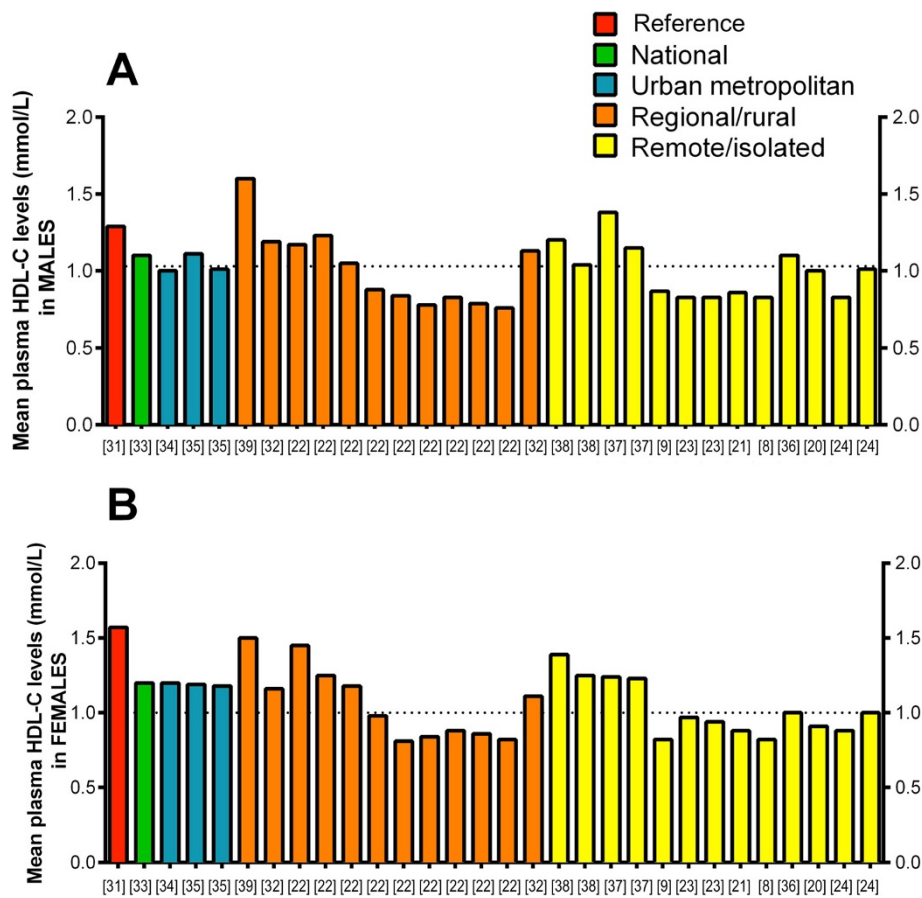 Reference
National
Urban metropolitan
Regional/rural
Remote/isolated
A
Mean plasma HDL-C levels (mmol/L)
in MALES
2.0
1.5
1.0
0.5
0.0
2.0
1.5
1.0
0.5
0.0
[31] [33] [34] [35] [35] [39] [32] [22] [22] [22] [22] [22] [22] [22] [22] [22] [32] [38] [38] [37] [37] [9] [23] [23] [21] [8] [36] [20] [24] [24]
B
Mean plasma HDL-C levels (mmol/L)
in FEMALES
2.0
1.5
1.0
0.5
0.0
2.0
1.5
1.0
0.5
0.0
[31] [33] [34] [35] [35] [39] [32] [22] [22] [22] [22] [22] [22] [22] [22] [22] [32] [38] [38] [37] [37] [9] [23] [23] [21] [8] [36] [20] [24] [24]